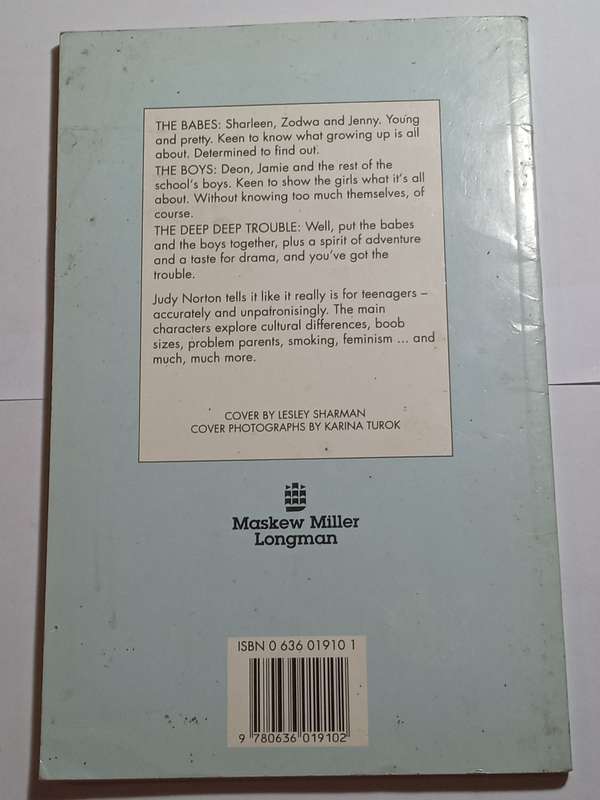 THE BABES: Sharleen, Zodwa and Jenny. Young
and pretty. Keen to know what growing up is all
about. Determined to find out.
THE BOYS: Deon, Jamie and the rest of the
school's boys. Keen to show the girls what it's all
about. Without knowing too much themselves, of
course.
THE DEEP DEEP TROUBLE: Well, put the babes
and the boys together, plus a spirit of adventure
and a taste for drama, and you've got the
trouble.
Judy Norton tells it like it really is for teenagers –
accurately and unpatronisingly. The main
characters explore cultural differences, boob
sizes, problem parents, smoking, feminism ... and
much, much more.
COVER BY LESLEY SHARMAN
COVER PHOTOGRAPHS BY KARINA TUROK
Maskew Miller
Longman
ISBN 0 636 01910 1
9 780636 019102